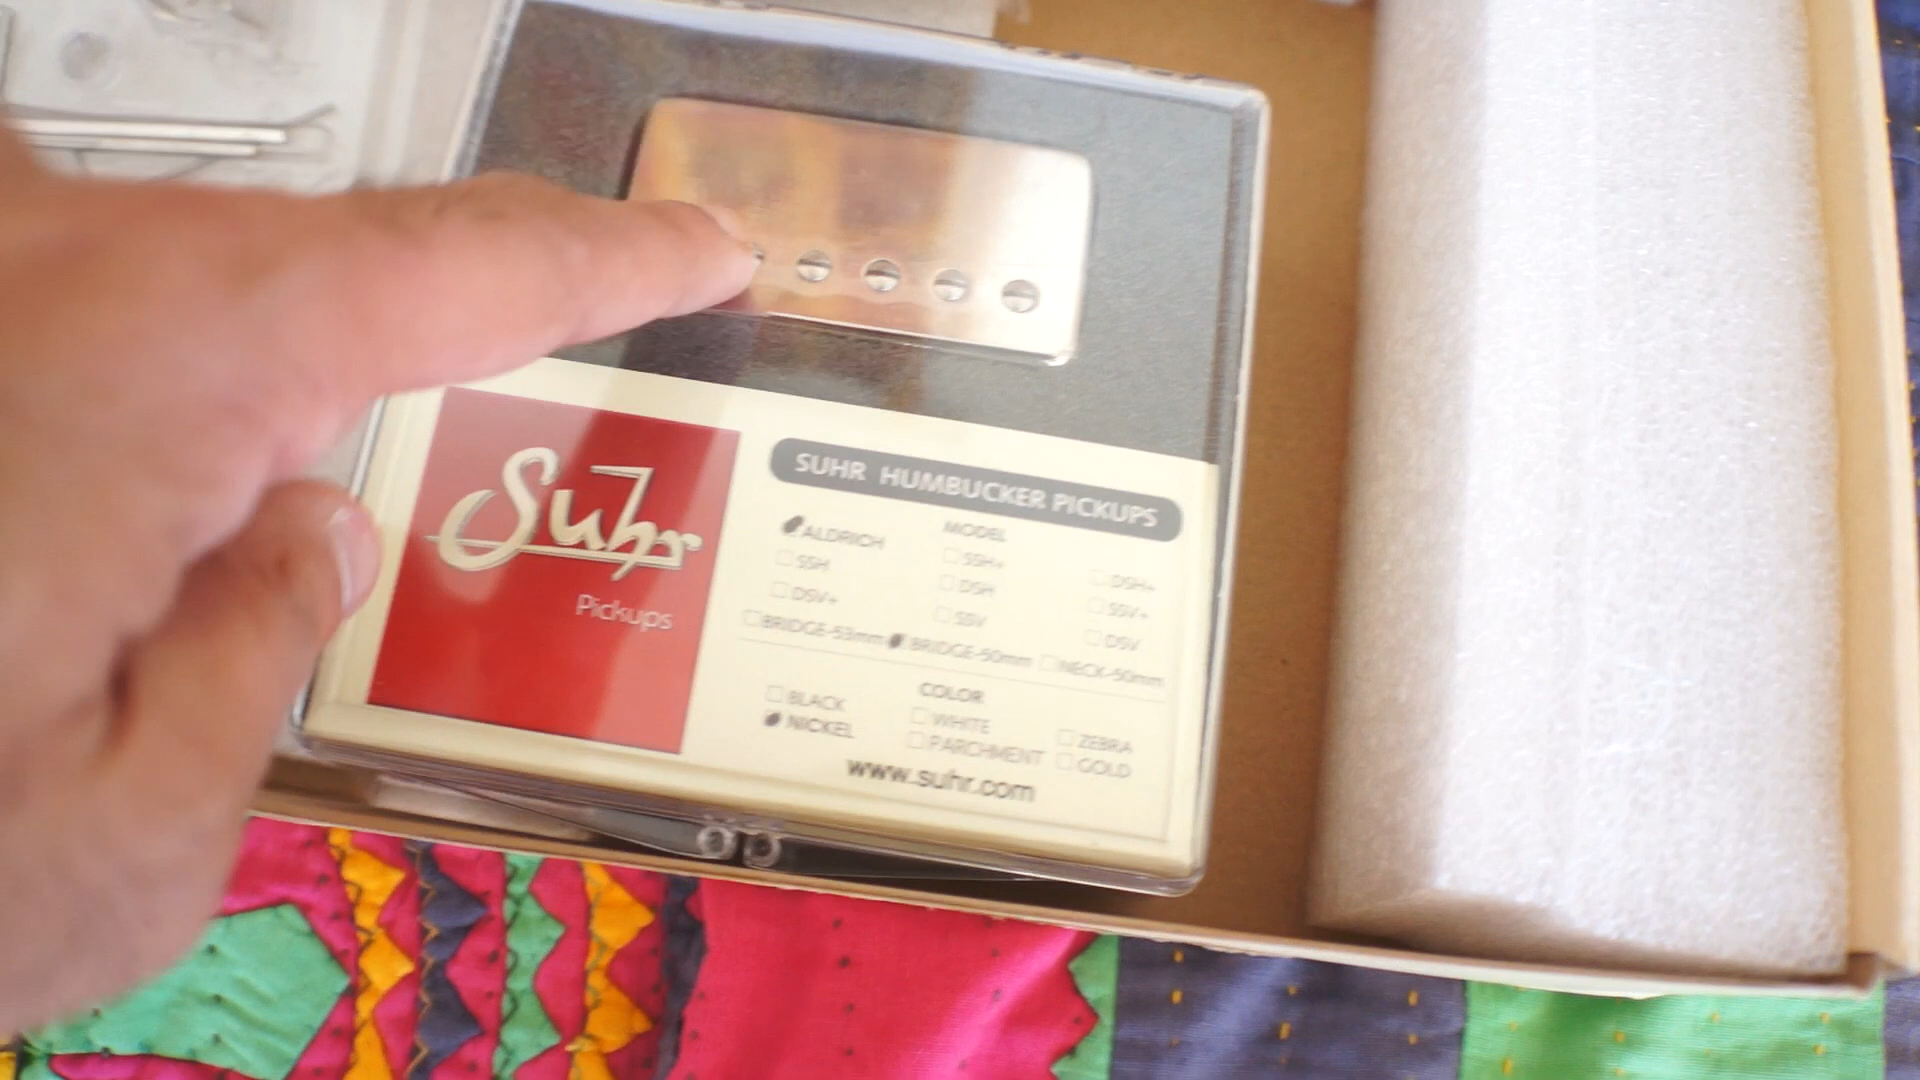 Suhr
Pickups
SUHR HUMBUCKER PICKUPS
MODEL
ALDRICH SSH+ DSH+
SSH DSH SSV+
DSV+ SSV DSV
BRIDGE-53mm BRIDGE-50mm NECK-50mm
COLOR
BLACK WHITE ZEBRA
NICKEL PARCHMENT GOLD
www.suhr.com